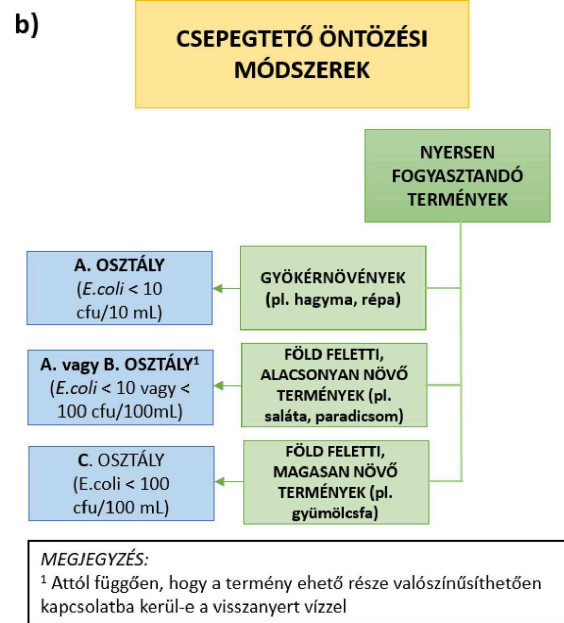 b)
CSEPEGTETŐ ÖNTÖZÉSI
MÓDSZEREK
NYERSEN
FOGYASZTANDÓ
TERMÉNYEK
A. OSZTÁLY
(E.coli < 10
cfu/10 mL)
GYÖKÉRNÖVÉNYEK
(pl. hagyma, répa)
A. vagy B. OSZTÁLY¹
(E.coli < 10 vagy <
100 cfu/100mL)
FÖLD FELETTI,
ALACSONYAN NÖVŐ
TERMÉNYEK (pl.
saláta, paradicsom)
C. OSZTÁLY
(E.coli < 100
cfu/100 mL)
FÖLD FELETTI,
MAGASAN NÖVŐ
TERMÉNYEK (pl.
gyümölcsfa)
MEGJEGYZÉS:
¹ Attól függően, hogy a termény ehető része valószínűsíthetően
kapcsolatba kerül-e a visszanyert vízzel